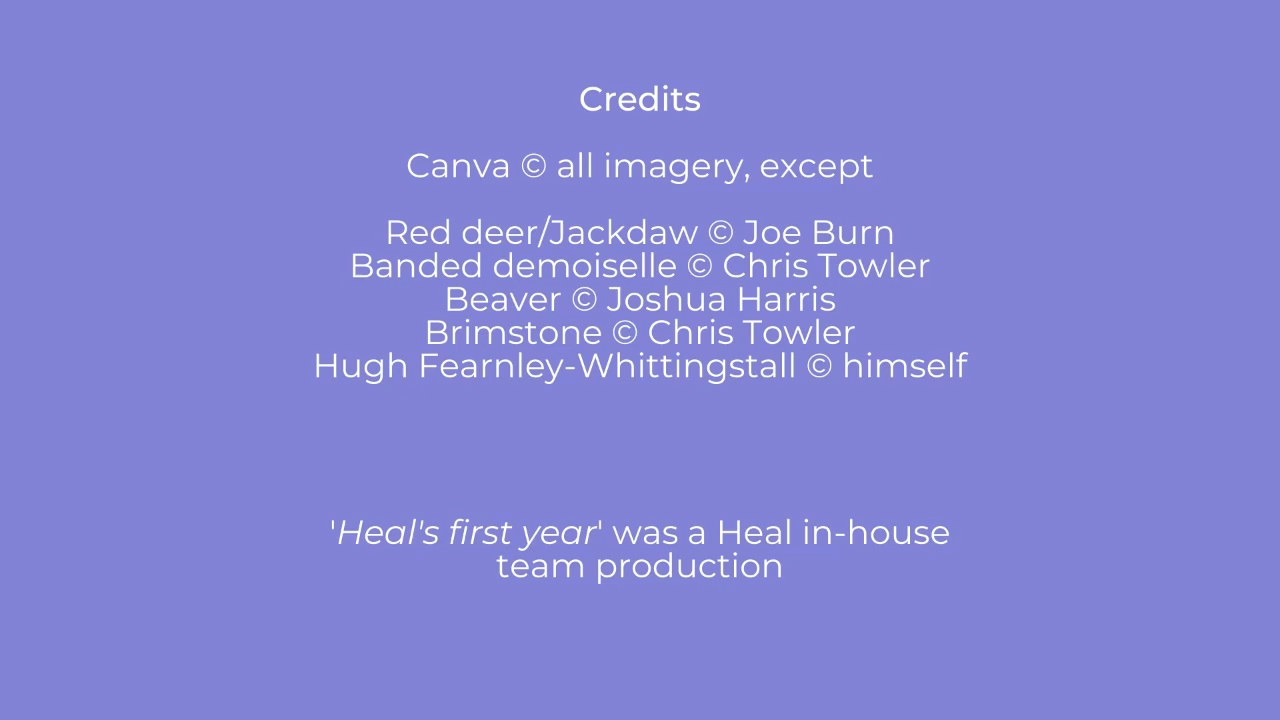 Credits
Canva © all imagery, except
Red deer/Jackdaw © Joe Burn
Banded demoiselle © Chris Towler
Beaver © Joshua Harris
Brimstone © Chris Towler
Hugh Fearnley-Whittingstall © himself
'Heal's first year' was a Heal in-house
team production